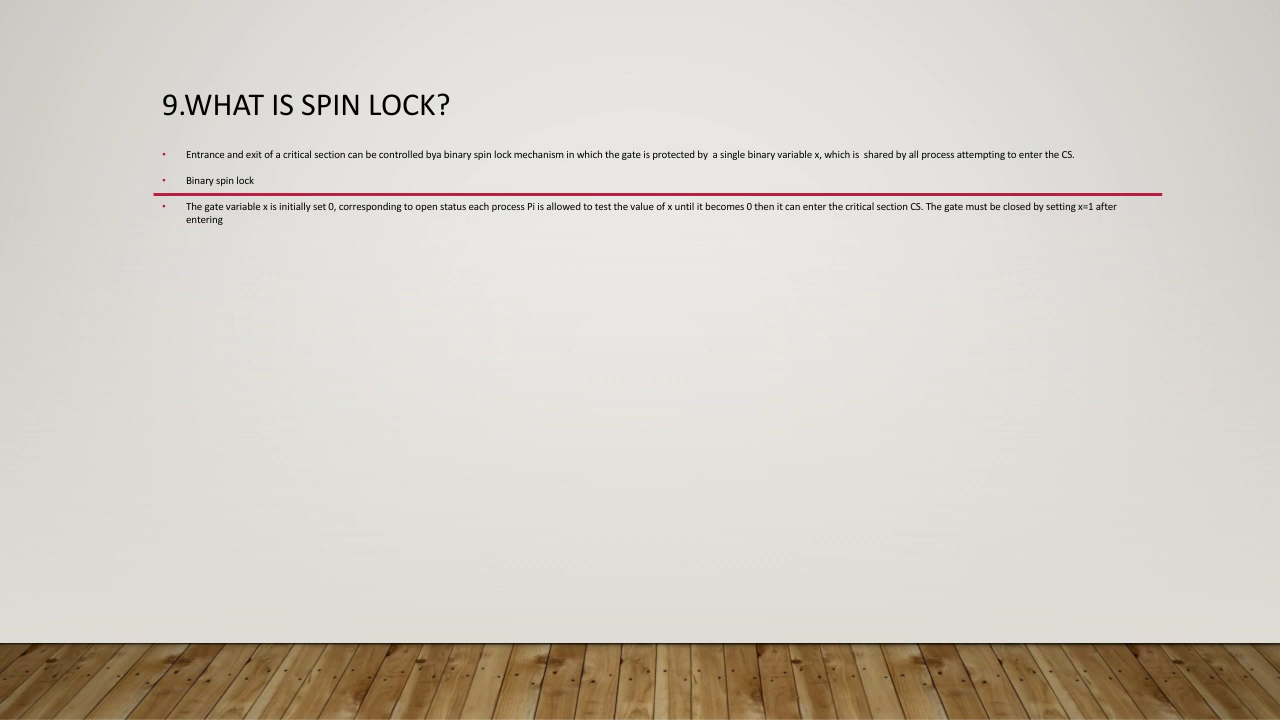 9.WHAT IS SPIN LOCK?
• Entrance and exit of a critical section can be controlled bya binary spin lock mechanism in which the gate is protected by  a single binary variable x, which is  shared by all process attempting to enter the CS.
• Binary spin lock
• The gate variable x is initially set 0, corresponding to open status each process Pi is allowed to test the value of x until it becomes 0 then it can enter the critical section CS. The gate must be closed by setting x=1 after
entering